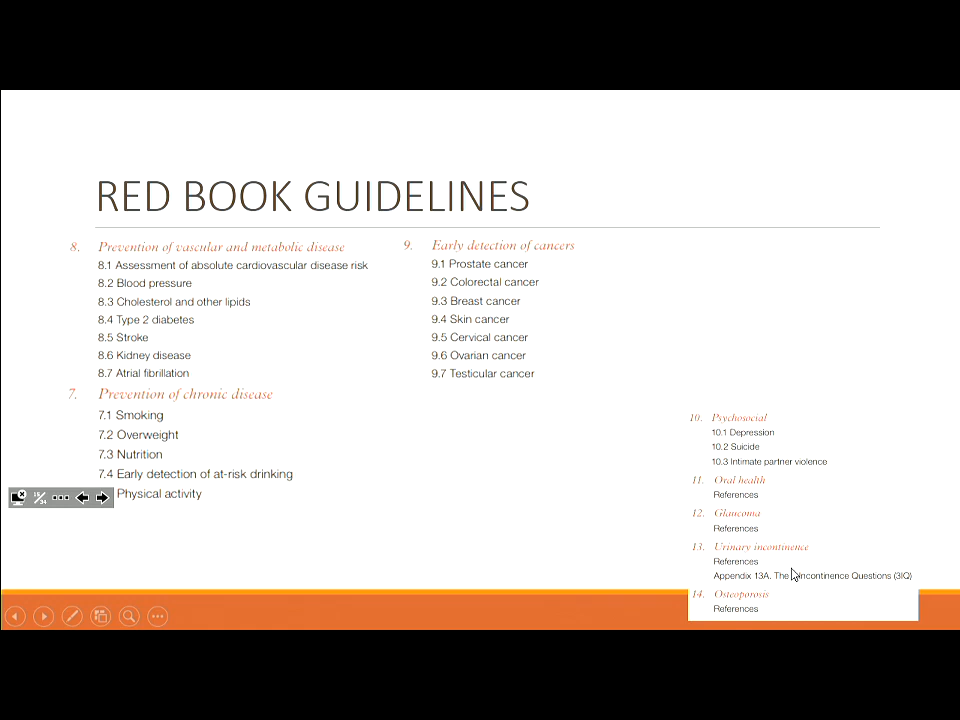 RED BOOK GUIDELINES
8. Prevention of vascular and metabolic disease
8.1 Assessment of absolute cardiovascular disease risk
8.2 Blood pressure
8.3 Cholesterol and other lipids
8.4 Type 2 diabetes
8.5 Stroke
8.6 Kidney disease
8.7 Atrial fibrillation
7. Prevention of chronic disease
7.1 Smoking
7.2 Overweight
7.3 Nutrition
7.4 Early detection of at-risk drinking
Physical activity
9. Early detection of cancers
9.1 Prostate cancer
9.2 Colorectal cancer
9.3 Breast cancer
9.4 Skin cancer
9.5 Cervical cancer
9.6 Ovarian cancer
9.7 Testicular cancer
10. Psychosocial
10.1 Depression
10.2 Suicide
10.3 Intimate partner violence
11. Oral health
References
12. Glaucoma
References
13. Urinary incontinence
References
Appendix 13A. The Incontinence Questions (3IQ)
14. Osteoporosis
References